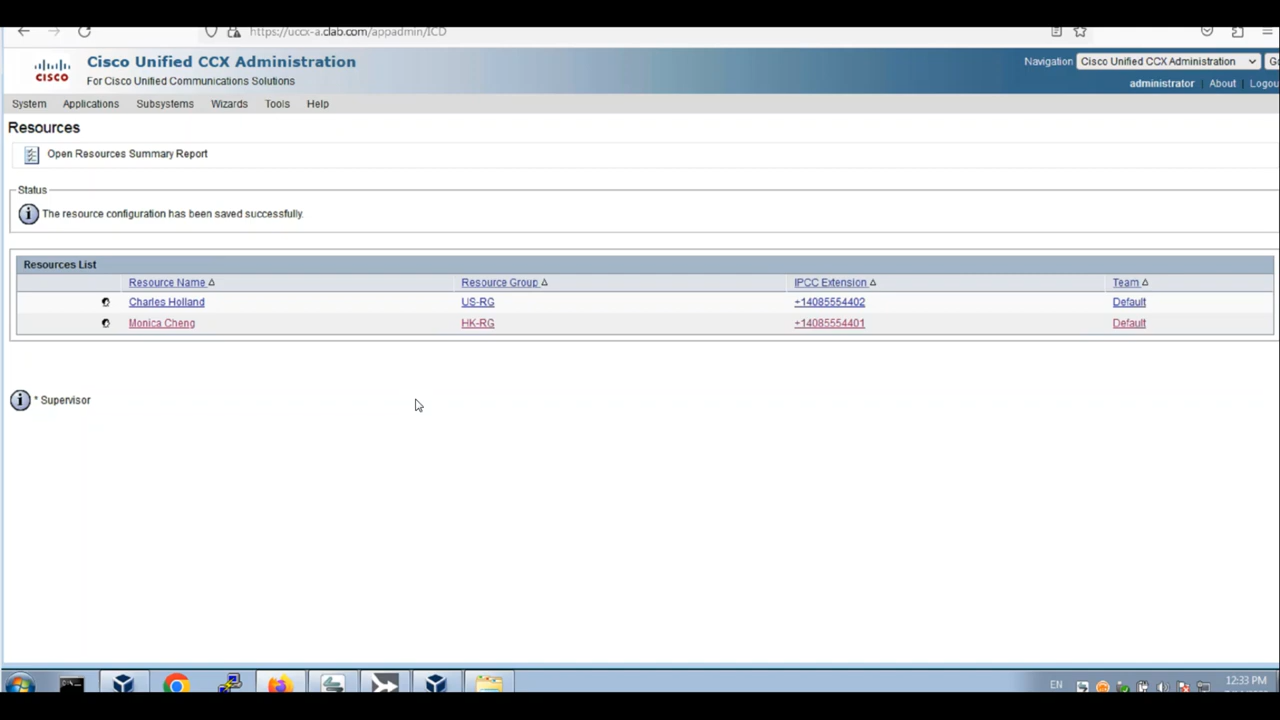 https://uccx-a.clab.com/appadmin/ICD
CISCO
Cisco Unified CCX Administration
For Cisco Unified Communications Solutions
Navigation Cisco Unified CCX Administration
administrator | About | Logou
System Applications Subsystems Wizards Tools Help
Resources
Open Resources Summary Report
Status
The resource configuration has been saved successfully.
Resources List
Resource Name Resource Group IPCC Extension Team
Charles Holland US-RG +14085554402 Default
Monica Cheng HK-RG +14085554401 Default
* Supervisor
EN 12:33 PM